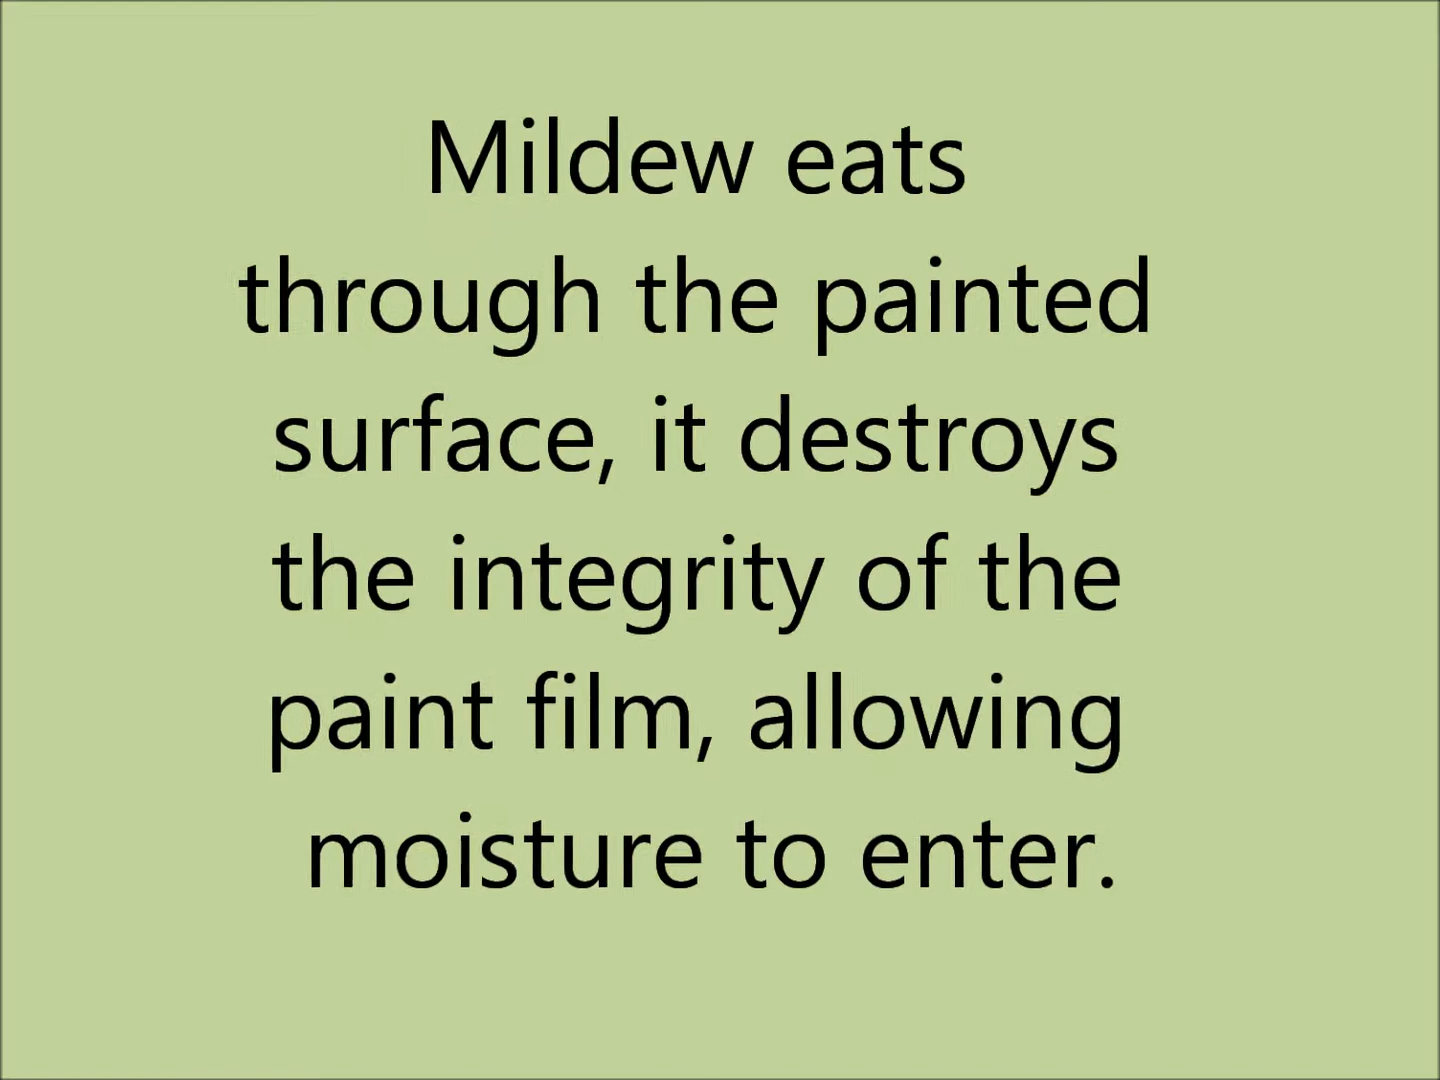 Mildew eats
through the painted
surface, it destroys
the integrity of the
paint film, allowing
moisture to enter.